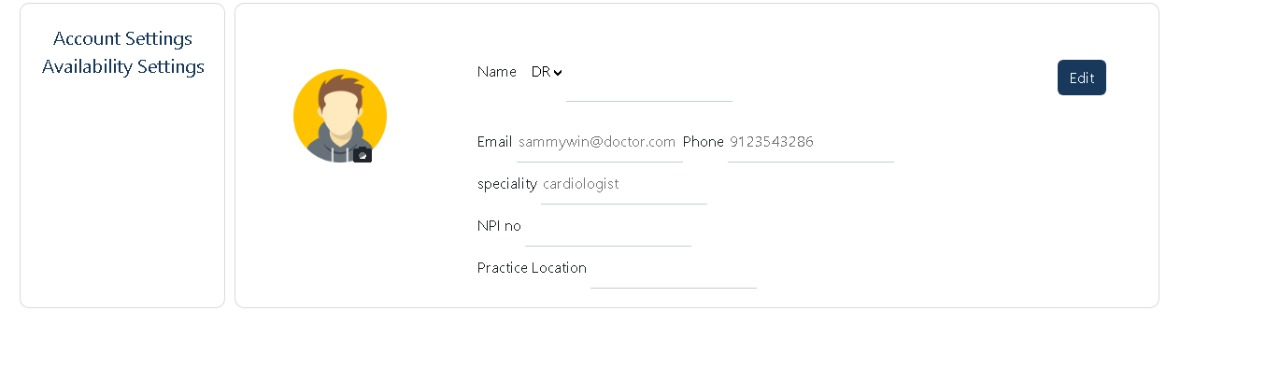 Account Settings
Availability Settings
Name DR
Edit
Email sammywin@doctor.com Phone 9123543286
speciality cardiologist
NPI no
Practice Location